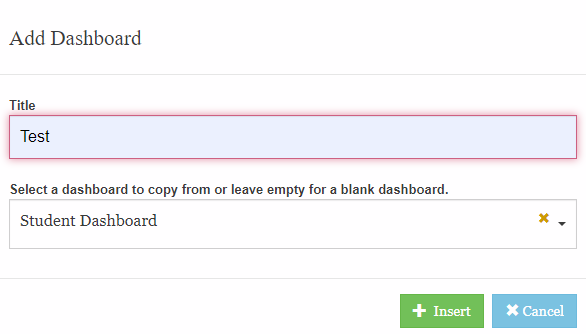 Add Dashboard
Title
Test
Select a dashboard to copy from or leave empty for a blank dashboard.
Student Dashboard
Insert
Cancel